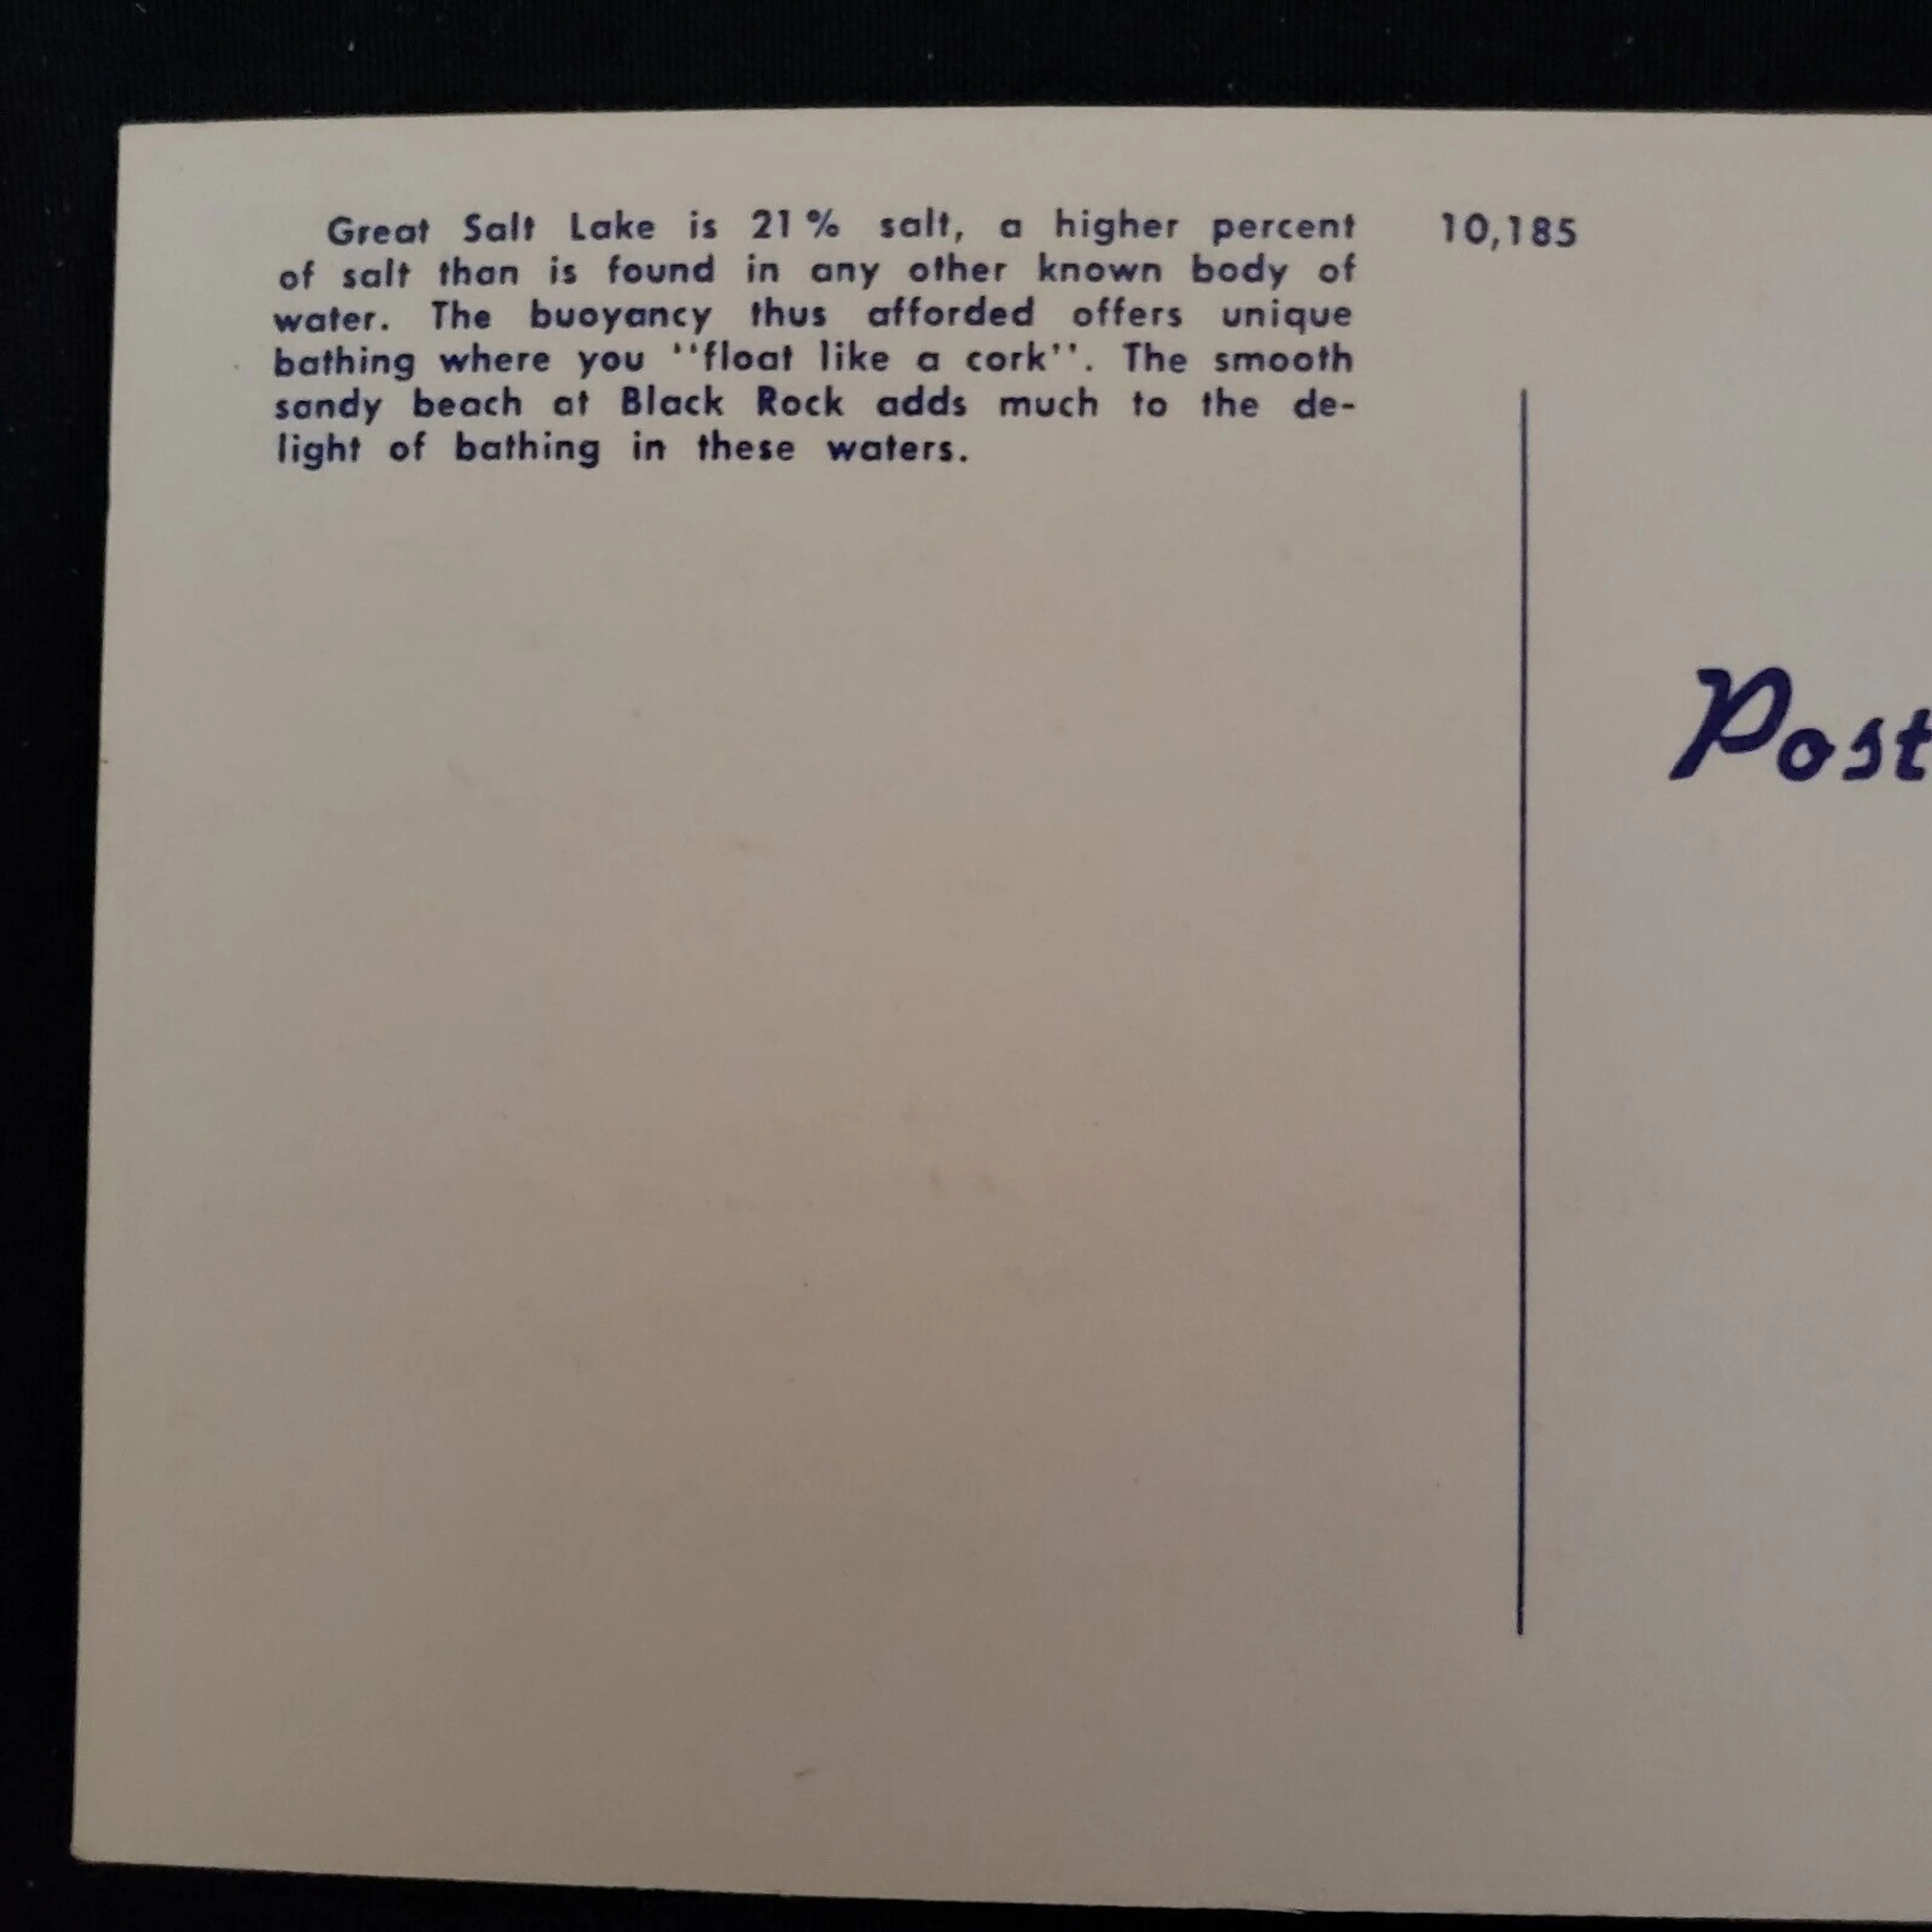 Great Salt Lake is 21% salt, a higher percent
of salt than is found in any other known body of
water. The buoyancy thus afforded offers unique
bathing where you "float like a cork". The smooth
sandy beach at Black Rock adds much to the de-
light of bathing in these waters.
10,185
Post